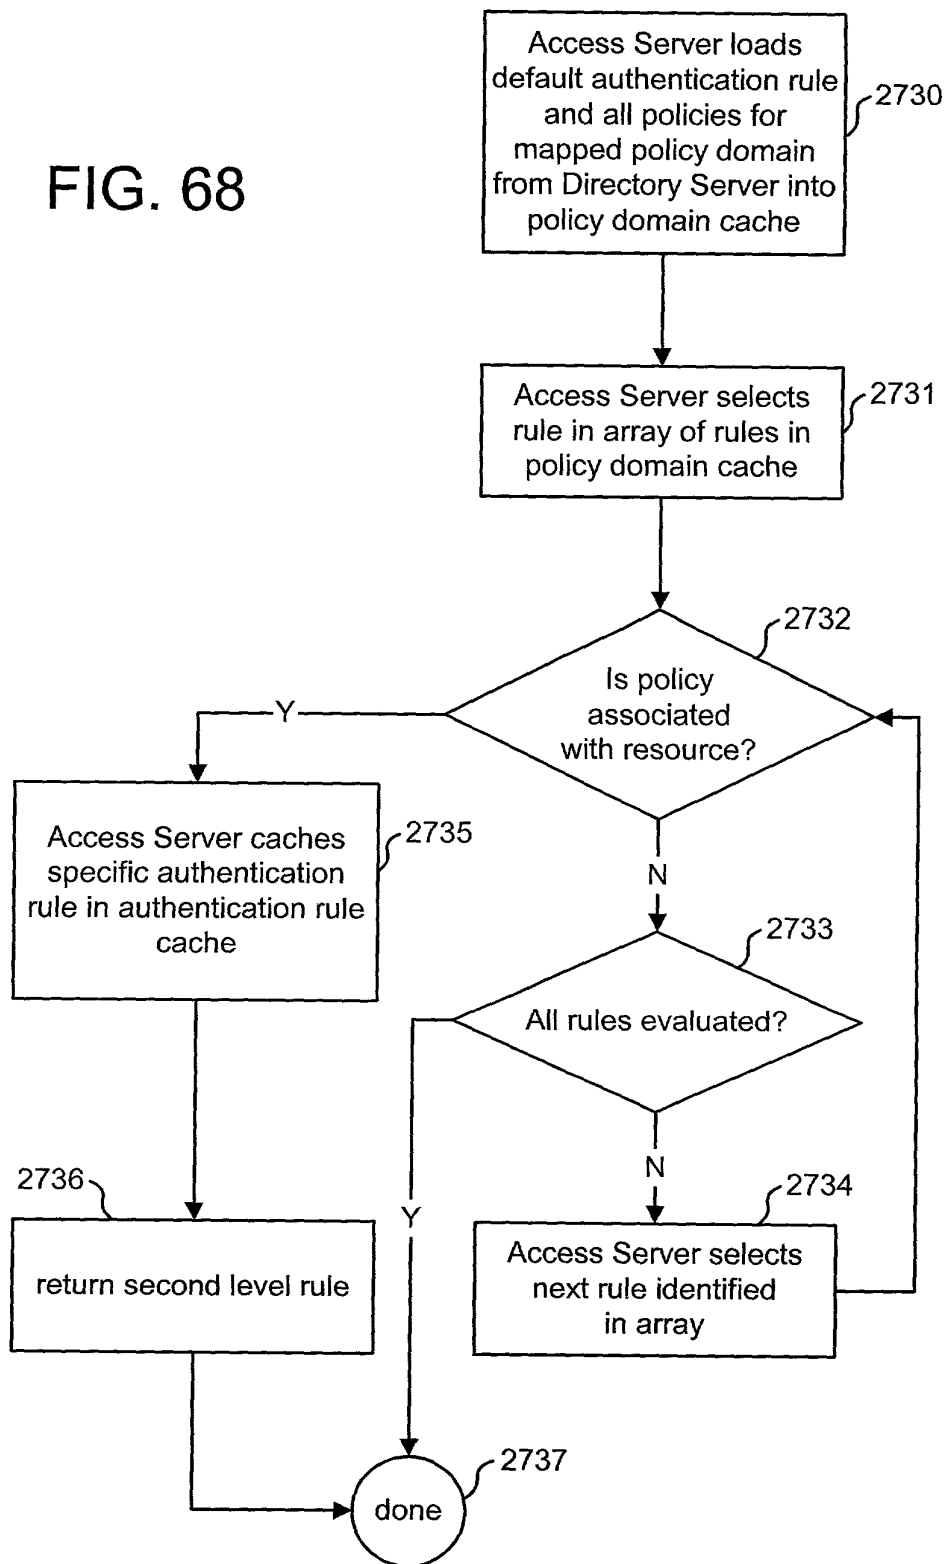 FIG. 68
Access Server loads
default authentication rule
and all policies for
mapped policy domain
from Directory Server into
policy domain cache
2730
Access Server selects
rule in array of rules in
policy domain cache
2731
2732
Is policy
associated
with resource?
Y
N
Access Server caches
specific authentication
rule in authentication rule
cache
2735
2733
All rules evaluated?
Y
N
2736
return second level rule
2734
Access Server selects
next rule identified
in array
2737
done